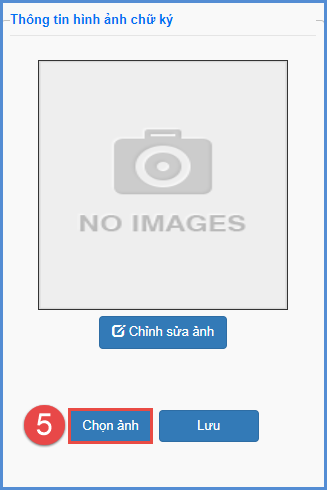 Thông tin hình ảnh chữ ký
NO IMAGES
Chỉnh sửa ảnh
5 Chọn ảnh Lưu